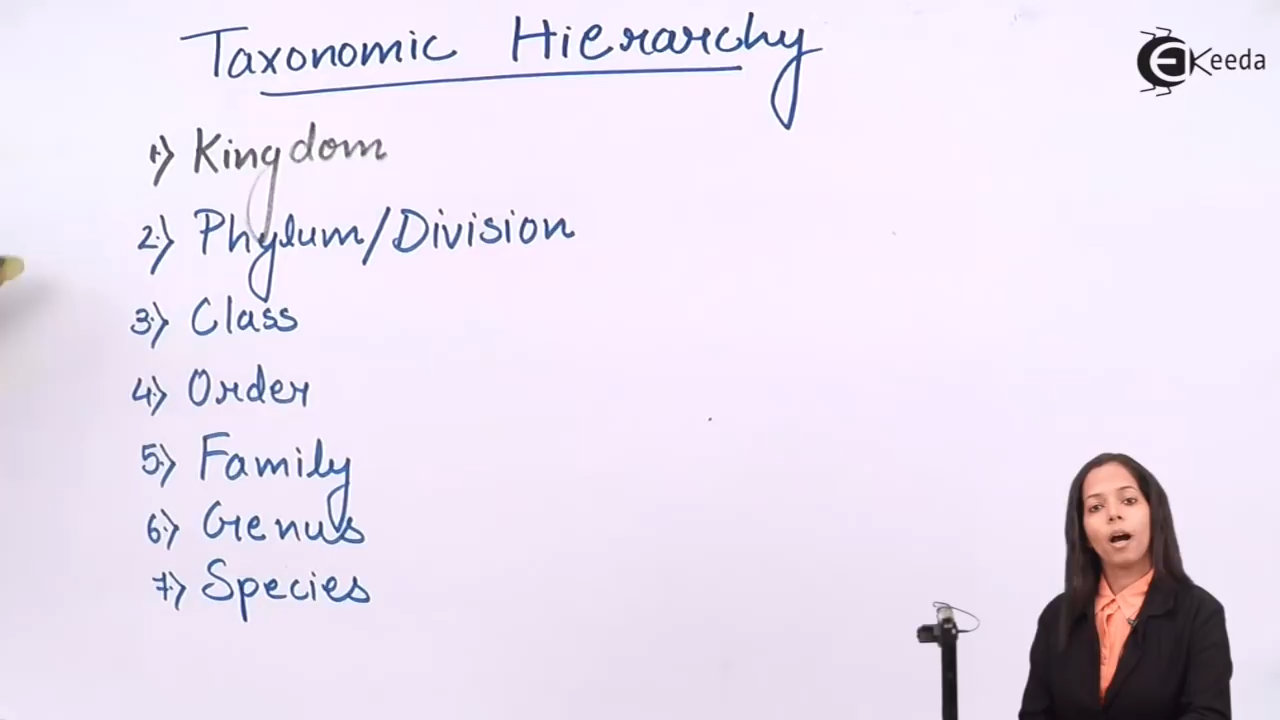 Taxonomic Hierarchy
EKeeda
1.) Kingdom
2.) Phylum/Division
3.) Class
4.) Order
5.) Family
6.) Genus
7.) Species